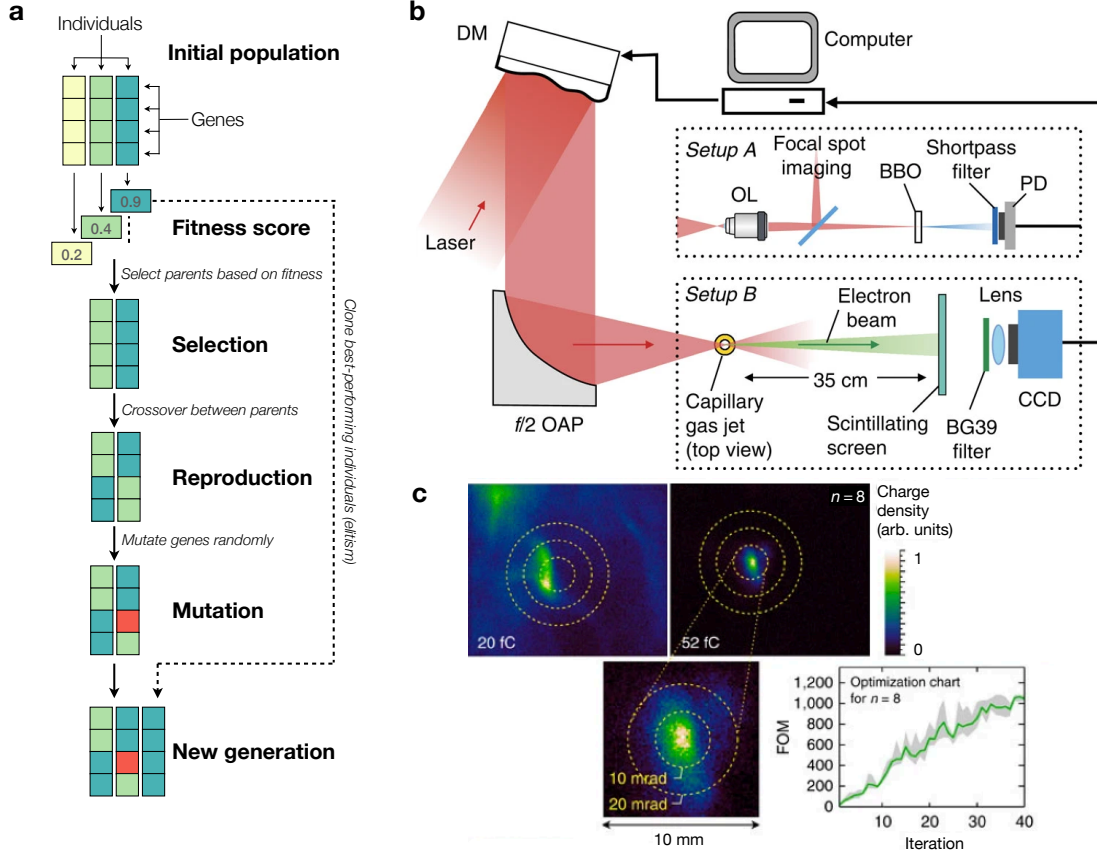 a
Individuals
Initial population
Genes
0.9
0.4
0.2
Fitness score
Select parents based on fitness
Selection
Crossover between parents
Reproduction
Mutate genes randomly
Mutation
New generation
Clone best-performing individuals (elitism)
b
DM
Computer
Laser
f/2 OAP
Setup A
Focal spot
imaging
OL
BBO
Shortpass
filter
PD
Setup B
Electron
beam
Lens
35 cm
Capillary
gas jet
(top view)
Scintillating
screen
BG39
filter
CCD
c
20 fC
n = 8
52 fC
Charge
density
(arb. units)
1
0
10 mrad
20 mrad
10 mm
Optimization chart
for n = 8
FOM
1,200
1,000
800
600
400
200
0
10
20
30
40
Iteration